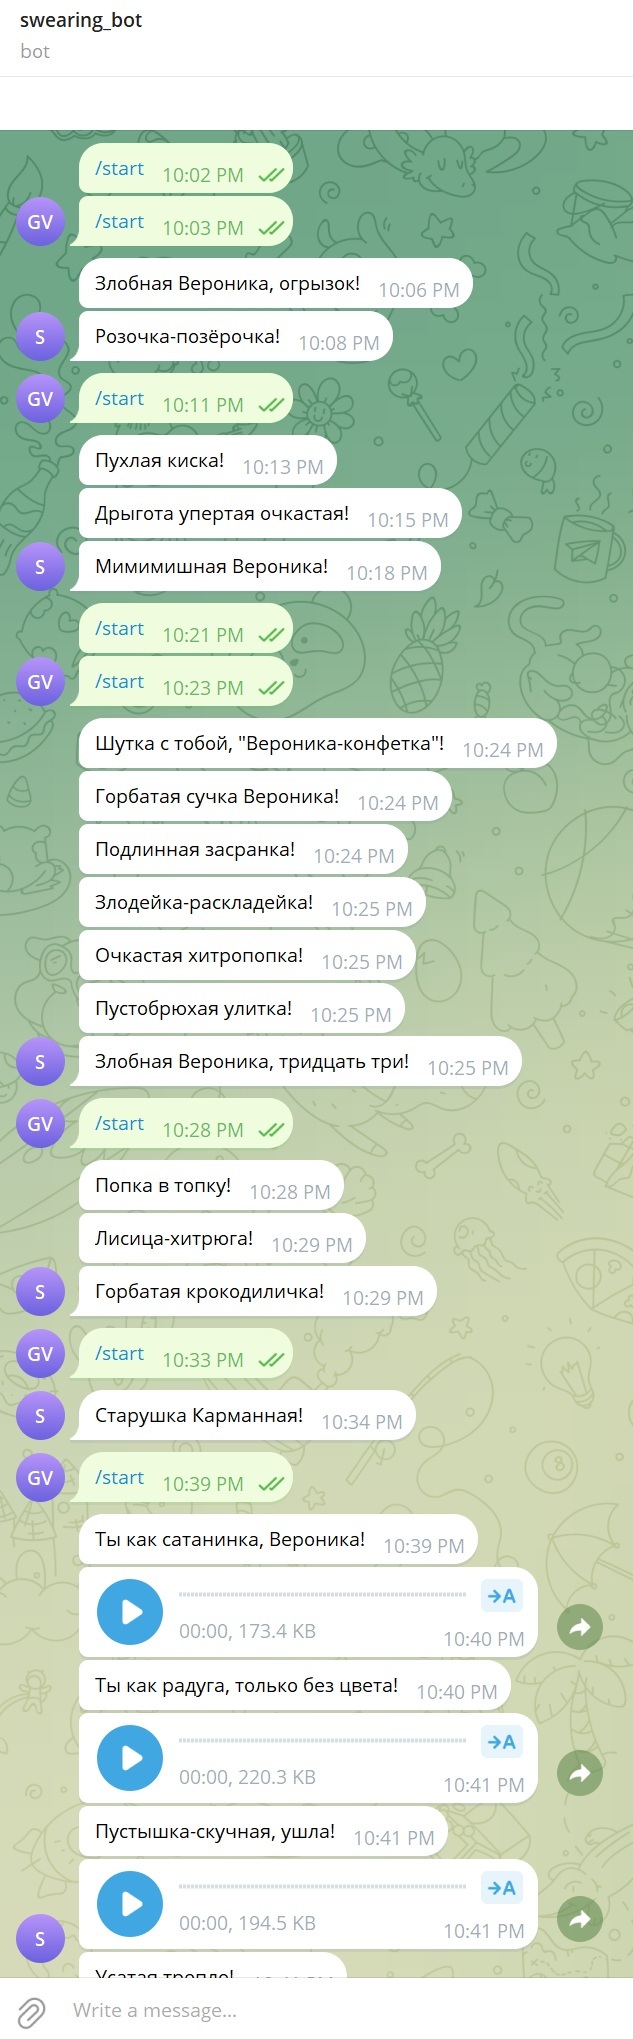 swearing_bot
bot
/start 10:02 PM
GV /start 10:03 PM
Злобная Вероника, огрызок! 10:06 PM
S Розочка-позёрочка! 10:08 PM
GV /start 10:11 PM
Пухлая киска! 10:13 PM
Дрыгота упертая очкастая! 10:15 PM
S Мимимишная Вероника! 10:18 PM
/start 10:21 PM
GV /start 10:23 PM
Шутка с тобой, "Вероника-конфетка"! 10:24 PM
Горбатая сучка Вероника! 10:24 PM
Подлинная засранка! 10:24 PM
Злодейка-раскладейка! 10:25 PM
Очкастая хитропопка! 10:25 PM
Пустобрюхая улитка! 10:25 PM
S Злобная Вероника, тридцать три! 10:25 PM
GV /start 10:28 PM
Попка в топку! 10:28 PM
Лисица-хитрюга! 10:29 PM
S Горбатая крокодиличка! 10:29 PM
GV /start 10:33 PM
S Старушка Карманная! 10:34 PM
GV /start 10:39 PM
Ты как сатанинка, Вероника! 10:39 PM
→A
00:00, 173.4 KB 10:40 PM
Ты как радуга, только без цвета! 10:40 PM
→A
00:00, 220.3 KB 10:41 PM
Пустышка-скучная, ушла! 10:41 PM
→A
00:00, 194.5 KB 10:41 PM
S
Усатая трепло!
Write a message...